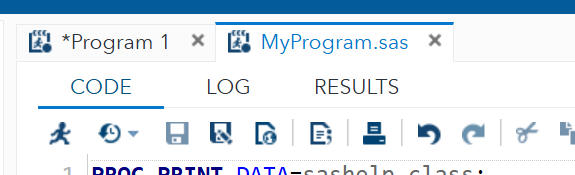 *Program 1 MyProgram.sas
CODE LOG RESULTS
1 PROC PRINT DATA=sashelp.class;